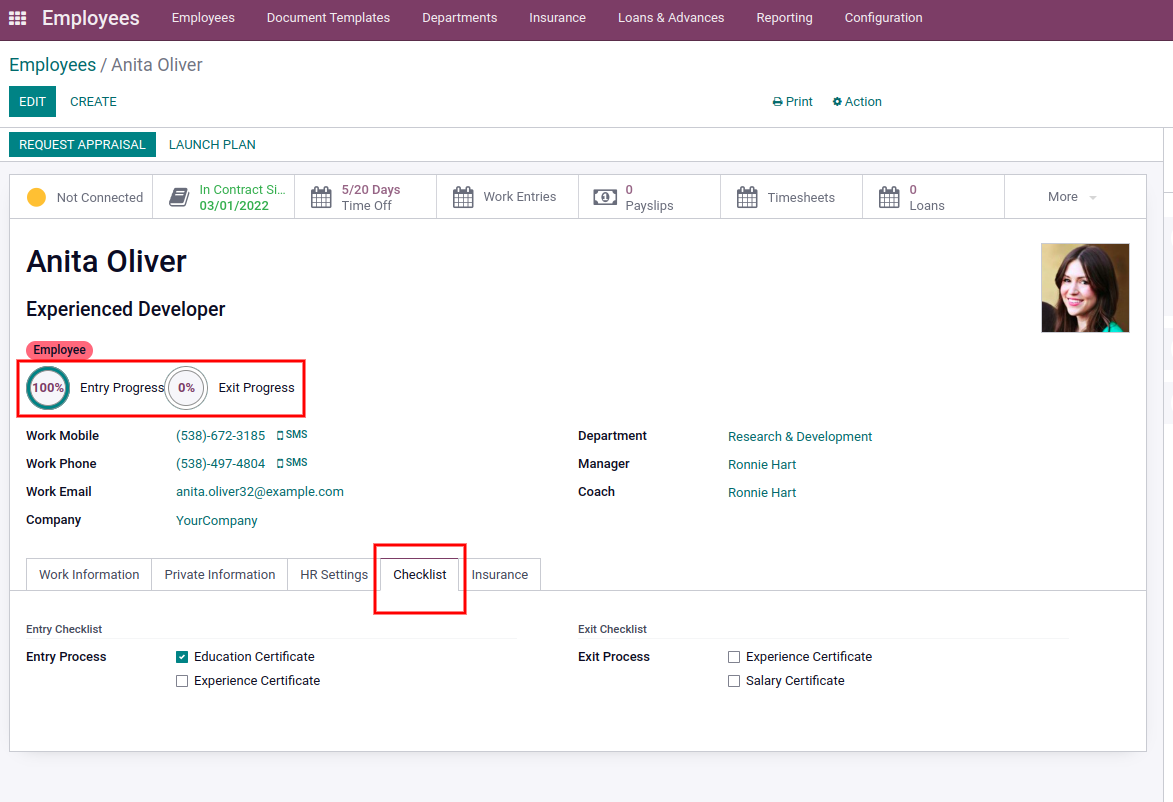 Employees Employees Document Templates Departments Insurance Loans & Advances Reporting Configuration
Employees / Anita Oliver
EDIT CREATE Print Action
REQUEST APPRAISAL LAUNCH PLAN
Not Connected
In Contract Si...
03/01/2022
5/20 Days
Time Off
Work Entries
0
Payslips
Timesheets
0
Loans
More
Anita Oliver
Experienced Developer
Employee
100% Entry Progress 0% Exit Progress
Work Mobile (538)-672-3185 SMS
Work Phone (538)-497-4804 SMS
Work Email anita.oliver32@example.com
Company YourCompany
Department Research & Development
Manager Ronnie Hart
Coach Ronnie Hart
Work Information Private Information HR Settings Checklist Insurance
Entry Checklist
Entry Process Education Certificate
Experience Certificate
Exit Checklist
Exit Process Experience Certificate
Salary Certificate